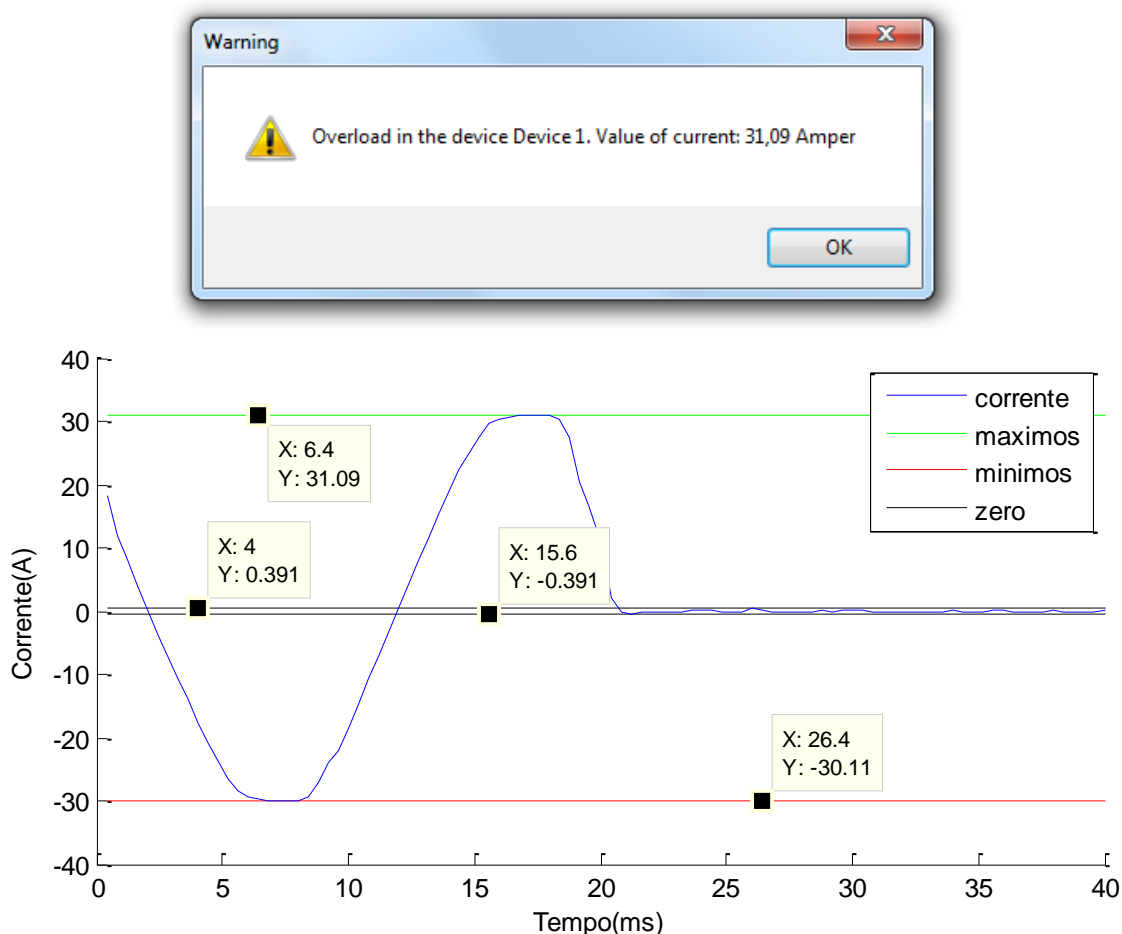 Warning
Overload in the device Device 1. Value of current: 31,09 Amper
OK
40
30
20
10
0
-10
-20
-30
-40
Corrente(A)
X: 6.4
Y: 31.09
X: 4
Y: 0.391
X: 15.6
Y: -0.391
X: 26.4
Y: -30.11
corrente
maximos
minimos
zero
0 5 10 15 20 25 30 35 40
Tempo(ms)